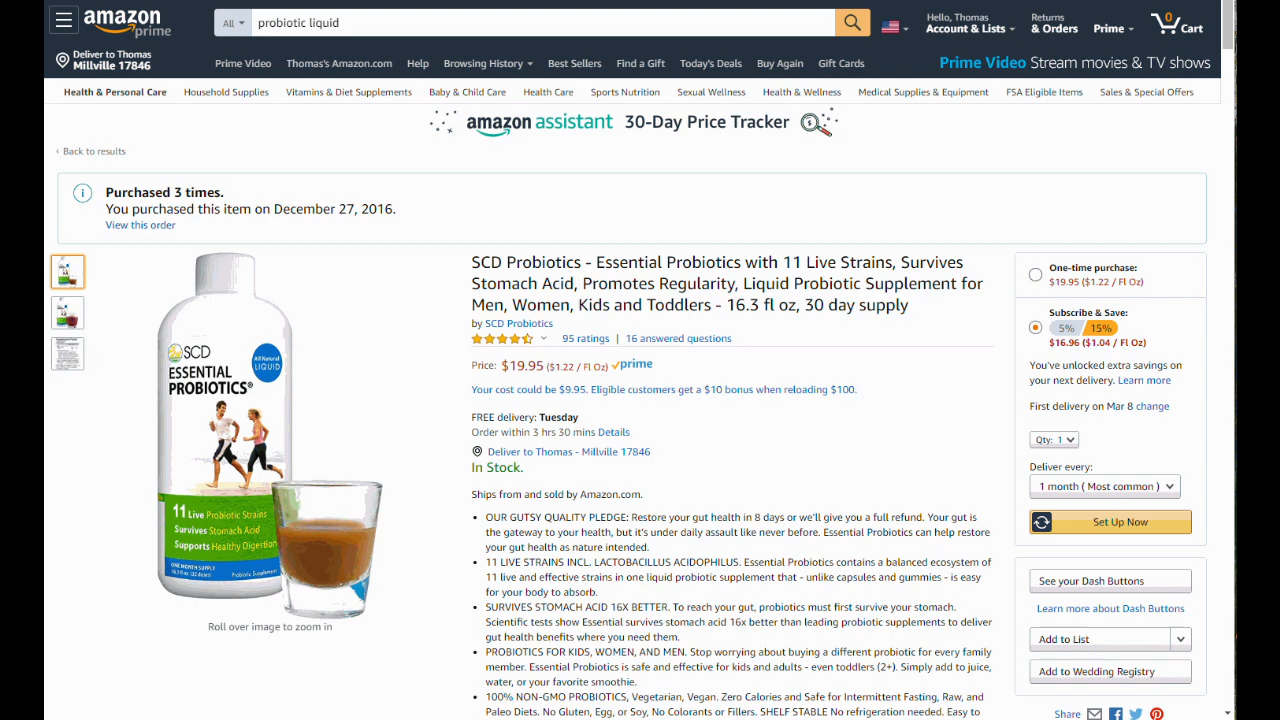 amazon
prime
All
probiotic liquid
Hello, Thomas
Account & Lists
Returns
& Orders
Prime
0
Cart
Deliver to Thomas
Millville 17846
Prime Video
Thomas's Amazon.com
Help
Browsing History
Best Sellers
Find a Gift
Today's Deals
Buy Again
Gift Cards
Prime Video Stream movies & TV shows
Health & Personal Care
Household Supplies
Vitamins & Diet Supplements
Baby & Child Care
Health Care
Sports Nutrition
Sexual Wellness
Health & Wellness
Medical Supplies & Equipment
FSA Eligible Items
Sales & Special Offers
amazon assistant 30-Day Price Tracker
‹ Back to results
Purchased 3 times.
You purchased this item on December 27, 2016.
View this order
SCD
ESSENTIAL
PROBIOTICS®
All Natural
LIQUID
11 Live Probiotic Strains
Survives Stomach Acid
Supports Healthy Digestion
ONE MONTH SUPPLY
Probiotic Supplement
Roll over image to zoom in
SCD Probiotics - Essential Probiotics with 11 Live Strains, Survives
Stomach Acid, Promotes Regularity, Liquid Probiotic Supplement for
Men, Women, Kids and Toddlers - 16.3 fl oz, 30 day supply
by SCD Probiotics
95 ratings | 16 answered questions
Price: $19.95 ($1.22 / Fl Oz) prime
Your cost could be $9.95. Eligible customers get a $10 bonus when reloading $100.
FREE delivery: Tuesday
Order within 3 hrs 30 mins Details
Deliver to Thomas - Millville 17846
In Stock.
Ships from and sold by Amazon.com.
• OUR GUTSY QUALITY PLEDGE: Restore your gut health in 8 days or we'll give you a full refund. Your gut is
the gateway to your health, but it's under daily assault like never before. Essential Probiotics can help restore
your gut health as nature intended.
• 11 LIVE STRAINS INCL. LACTOBACILLUS ACIDOPHILUS. Essential Probiotics contains a balanced ecosystem of
11 live and effective strains in one liquid probiotic supplement that - unlike capsules and gummies - is easy
for your body to absorb.
• SURVIVES STOMACH ACID 16X BETTER. To reach your gut, probiotics must first survive your stomach.
Scientific tests show Essential survives stomach acid 16x better than leading probiotic supplements to deliver
gut health benefits where you need them.
• PROBIOTICS FOR KIDS, WOMEN, AND MEN. Stop worrying about buying a different probiotic for every family
member. Essential Probiotics is safe and effective for kids and adults - even toddlers (2+). Simply add to juice,
water, or your favorite smoothie.
• 100% NON-GMO PROBIOTICS, Vegetarian, Vegan. Zero Calories and Safe for Intermittent Fasting, Raw, and
Paleo Diets. No Gluten, Egg, or Soy, No Colorants or Fillers. SHELF STABLE No refrigeration needed. Easy to
One-time purchase:
$19.95 ($1.22 / Fl Oz)
Subscribe & Save:
5% 15%
$16.96 ($1.04 / Fl Oz)
You've unlocked extra savings on
your next delivery. Learn more
First delivery on Mar 8 change
Qty: 1
Deliver every:
1 month ( Most common )
Set Up Now
See your Dash Buttons
Learn more about Dash Buttons
Add to List
Add to Wedding Registry
Share